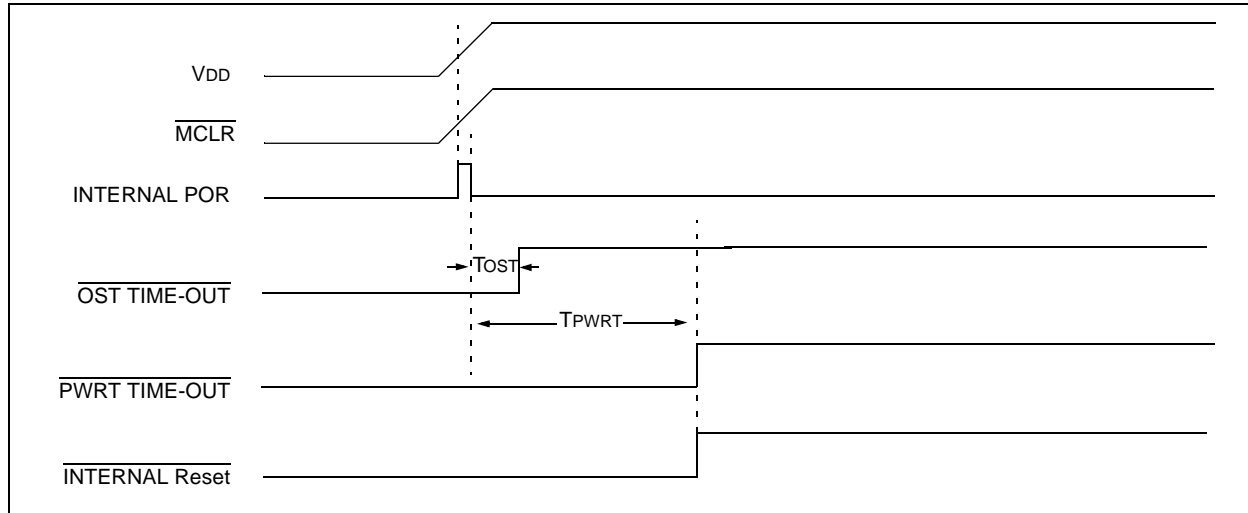 VDD
MCLR
INTERNAL POR
TOST
OST TIME-OUT
TPWRT
PWRT TIME-OUT
INTERNAL Reset